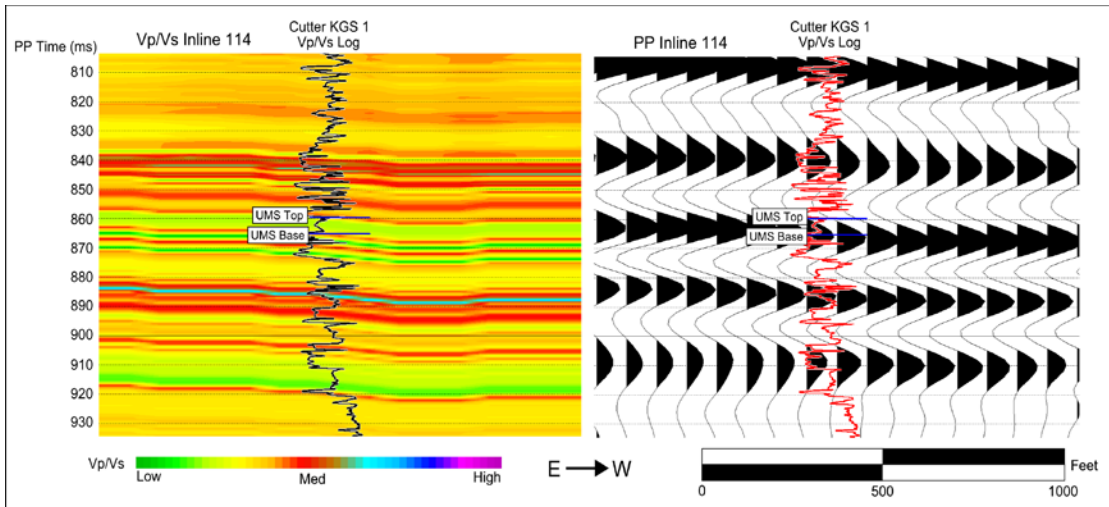 Cutter KGS 1
Vp/Vs Log
PP Time (ms)
Vp/Vs Inline 114
810
820
830
840
850
860
870
880
890
900
910
920
930
UMS Top
UMS Base
Cutter KGS 1
Vp/Vs Log
PP Inline 114
UMS Top
UMS Base
Vp/Vs
Low
Med
High
E
W
Feet
0
500
1000